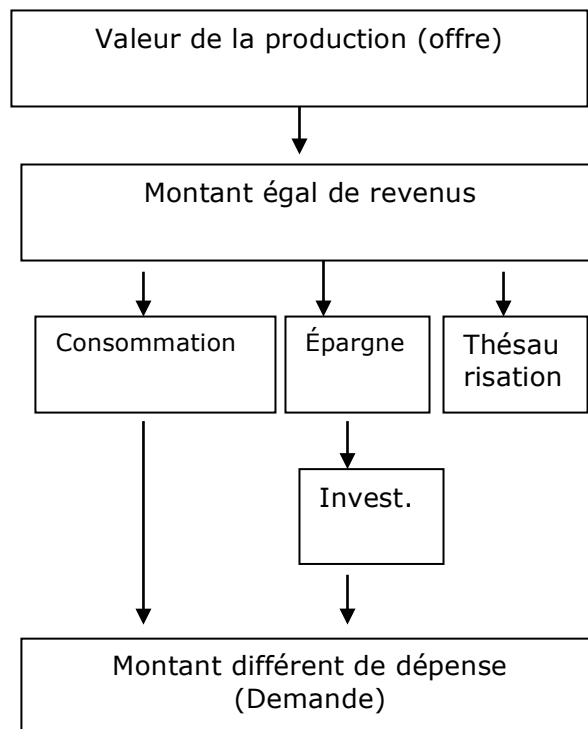 Valeur de la production (offre)
Montant égal de revenus
Consommation
Épargne
Thésau
risation
Invest.
Montant différent de dépense
(Demande)